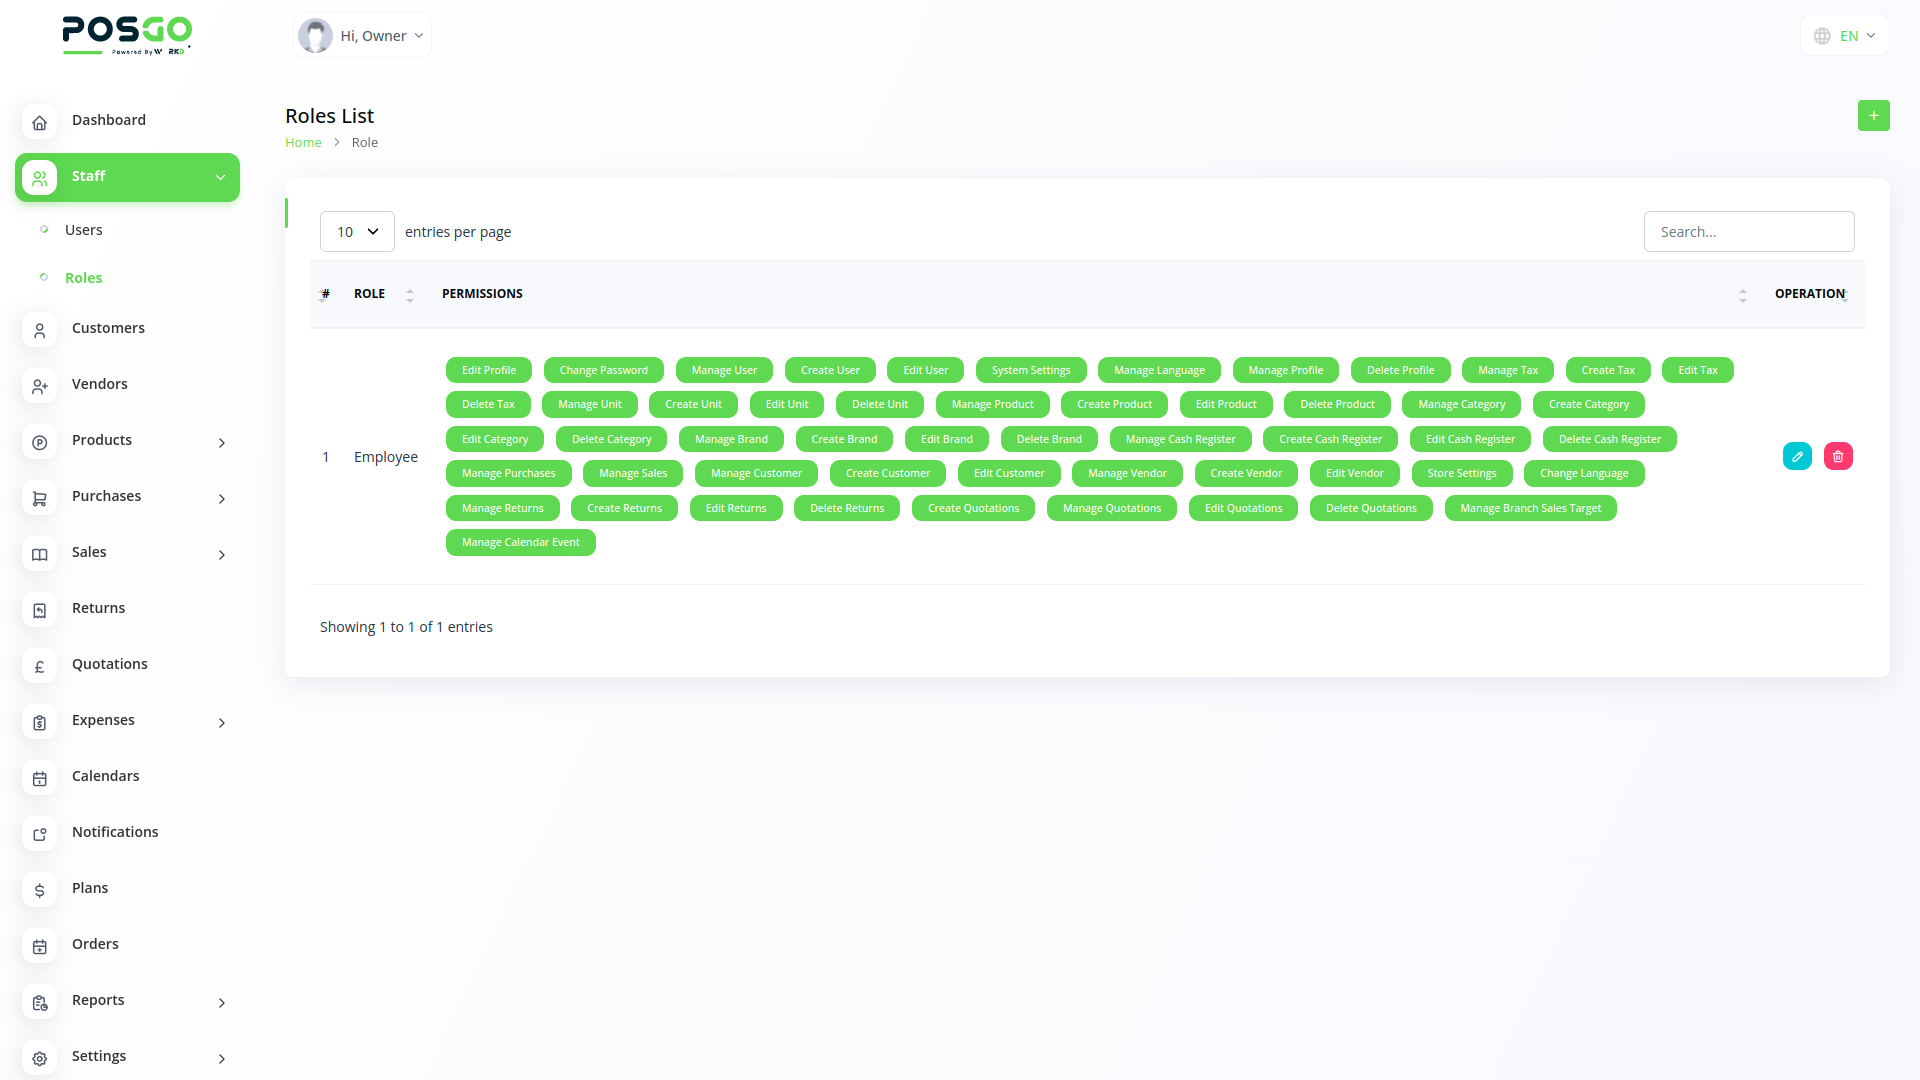 POSGO
Powered By
Hi, Owner
EN
Dashboard
Staff
Users
Roles
Customers
Vendors
Products
Purchases
Sales
Returns
Quotations
Expenses
Calendars
Notifications
Plans
Orders
Reports
Settings
Roles List
Home Role
+
10 entries per page
Search...
# ROLE PERMISSIONS OPERATION
1 Employee
Edit Profile Change Password Manage User Create User Edit User System Settings Manage Language Manage Profile Delete Profile Manage Tax Create Tax Edit Tax
Delete Tax Manage Unit Create Unit Edit Unit Delete Unit Manage Product Create Product Edit Product Delete Product Manage Category Create Category
Edit Category Delete Category Manage Brand Create Brand Edit Brand Delete Brand Manage Cash Register Create Cash Register Edit Cash Register Delete Cash Register
Manage Purchases Manage Sales Manage Customer Create Customer Edit Customer Manage Vendor Create Vendor Edit Vendor Store Settings Change Language
Manage Returns Create Returns Edit Returns Delete Returns Create Quotations Manage Quotations Edit Quotations Delete Quotations Manage Branch Sales Target
Manage Calendar Event
Showing 1 to 1 of 1 entries